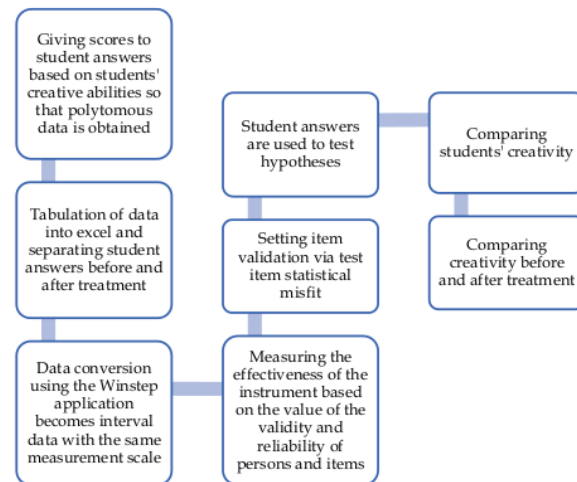 Giving scores to
student answers
based on students'
creative abilities so
that polytomous
data is obtained
Tabulation of data
into excel and
separating student
answers before and
after treatment
Data conversion
using the Winstep
application
becomes interval
data with the same
measurement scale
Measuring the
effectiveness of the
instrument based
on the value of the
validity and
reliability of
persons and items
Setting item
validation via test
item statistical
misfit
Student answers
are used to test
hypotheses
Comparing
students' creativity
Comparing
creativity before
and after treatment